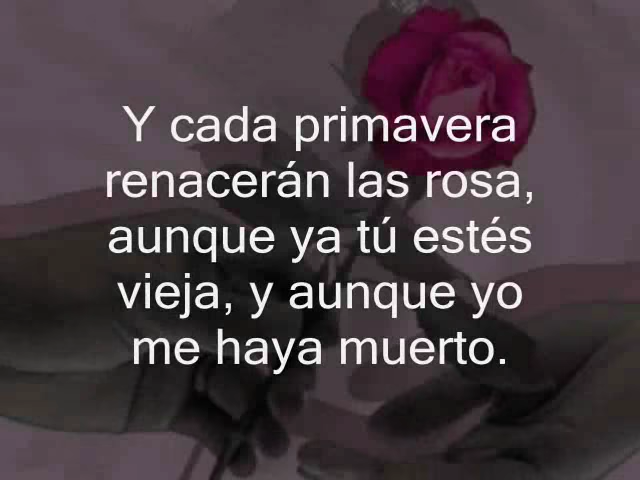 Y cada primavera
renacerán las rosa,
aunque ya tú estés
vieja, y aunque yo
me haya muerto.